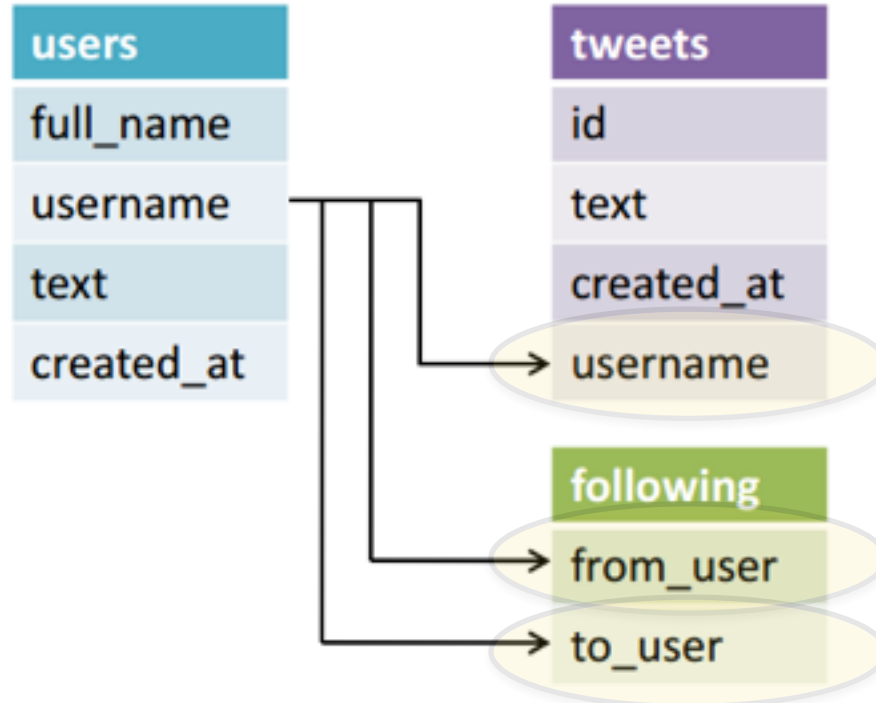 users
full_name
username
text
created_at
tweets
id
text
created_at
username
following
from_user
to_user